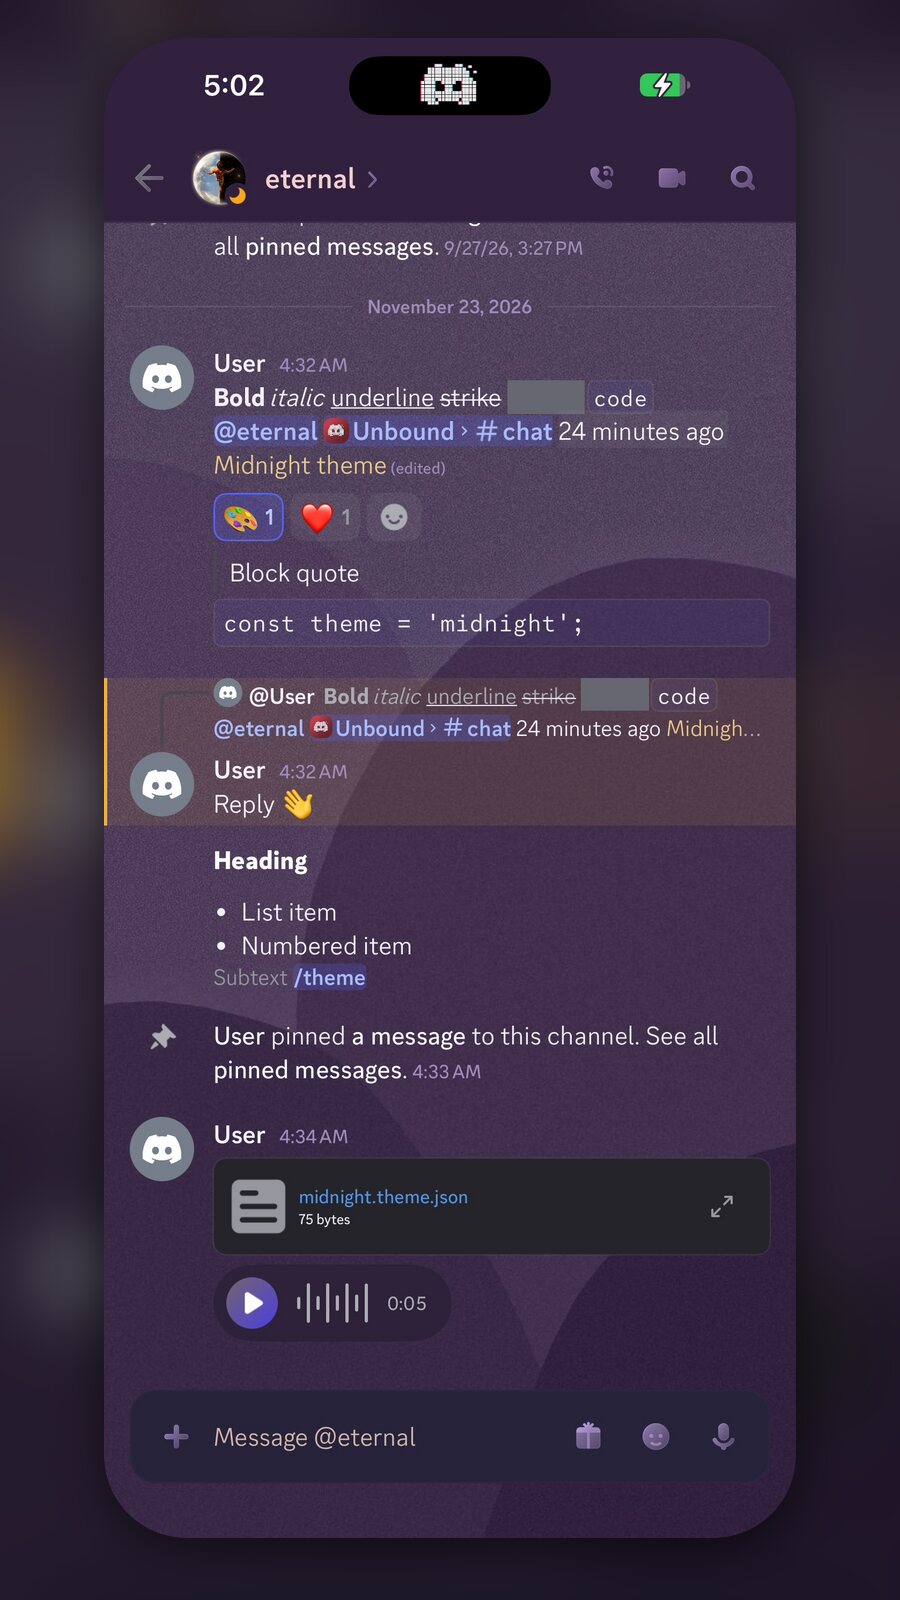 5:02
eternal
all pinned messages. 9/27/26, 3:27 PM
November 23, 2026
User 4:32 AM
Bold italic underline strike code
@eternal Unbound › # chat 24 minutes ago
Midnight theme (edited)
1 1
Block quote
const theme = 'midnight';
@User Bold italic underline strike code
@eternal Unbound › # chat 24 minutes ago Midnigh...
User 4:32 AM
Reply
Heading
• List item
• Numbered item
Subtext /theme
User pinned a message to this channel. See all
pinned messages. 4:33 AM
User 4:34 AM
midnight.theme.json
75 bytes
0:05
Message @eternal